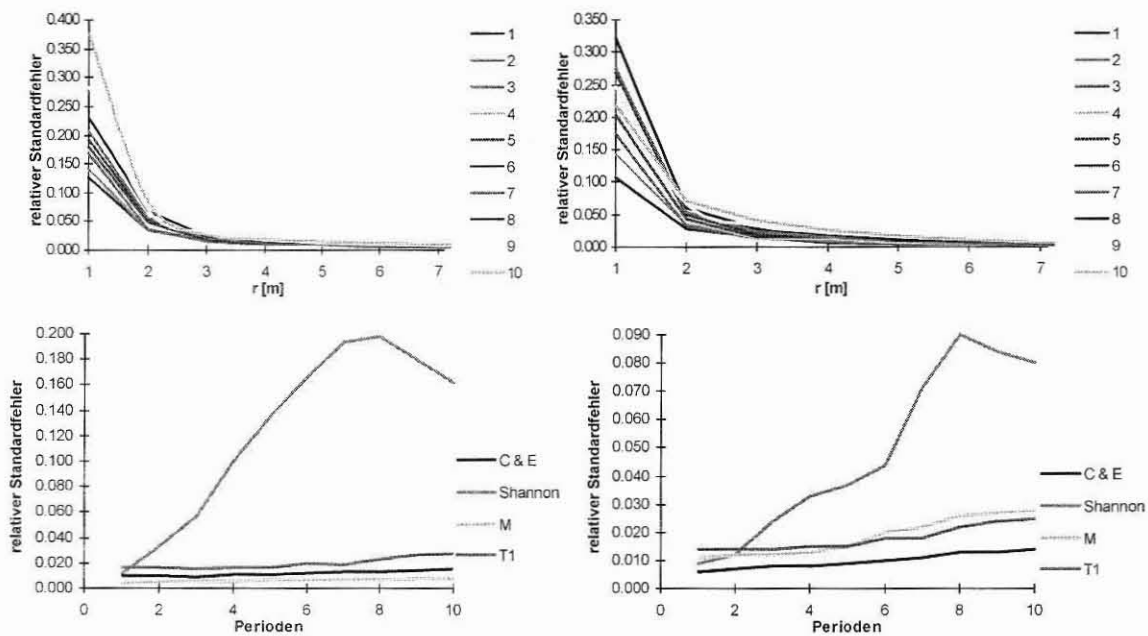 relativer Standardfehler
0.400
0.350
0.300
0.250
0.200
0.150
0.100
0.050
0.000
1 2 3 4 5 6 7
r [m]
1
2
3
4
5
6
7
8
9
10
relativer Standardfehler
0.350
0.300
0.250
0.200
0.150
0.100
0.050
0.000
1 2 3 4 5 6 7
r [m]
1
2
3
4
5
6
7
8
9
10
relativer Standardfehler
0.200
0.180
0.160
0.140
0.120
0.100
0.080
0.060
0.040
0.020
0.000
0 2 4 6 8 10
Perioden
C & E
Shannon
M
T1
relativer Standardfehler
0.090
0.080
0.070
0.060
0.050
0.040
0.030
0.020
0.010
0.000
0 2 4 6 8 10
Perioden
C & E
Shannon
M
T1